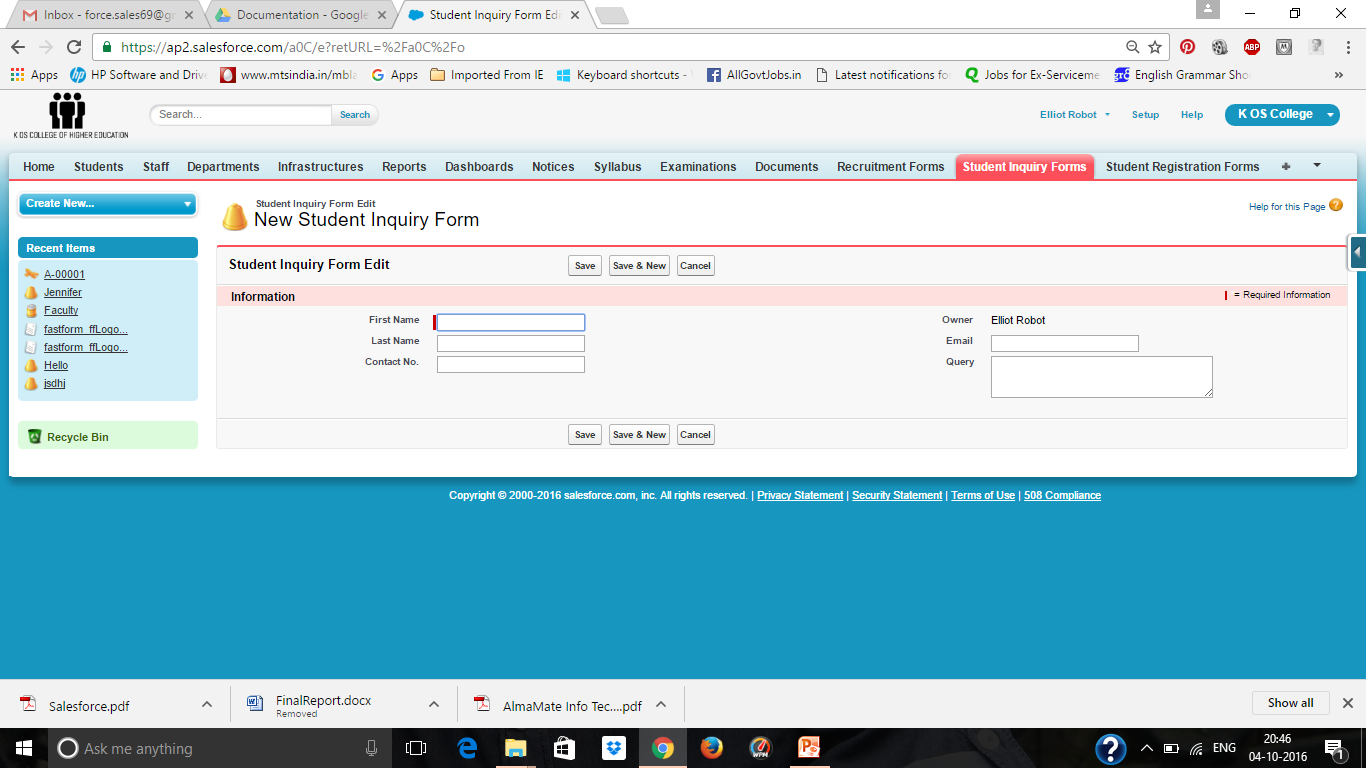 Inbox - force.sales69@g
Documentation - Google
Student Inquiry Form Ed
https://ap2.salesforce.com/a0C/e?retURL=%2Fa0C%2Fo
Apps HP Software and Driv www.mtsindia.in/mbla Apps Imported From IE Keyboard shortcuts - AllGovtJobs.in Latest notifications fo Jobs for Ex-Serviceme English Grammar Sho »
K OS COLLEGE OF HIGHER EDUCATION
Search... Search
Elliot Robot Setup Help K OS College
Home Students Staff Departments Infrastructures Reports Dashboards Notices Syllabus Examinations Documents Recruitment Forms Student Inquiry Forms Student Registration Forms +
Create New...
Recent Items
A-00001
Jennifer
Faculty
fastform_ffLogo...
fastform_ffLogo...
Hello
jsdhj
Recycle Bin
Student Inquiry Form Edit
New Student Inquiry Form
Help for this Page ?
Student Inquiry Form Edit Save Save & New Cancel
Information = Required Information
First Name Owner Elliot Robot
Last Name Email
Contact No. Query
Save Save & New Cancel
Copyright © 2000-2016 salesforce.com, inc. All rights reserved. | Privacy Statement | Security Statement | Terms of Use | 508 Compliance
Salesforce.pdf
FinalReport.docx
Removed
AlmaMate Info Tec....pdf
Show all
Ask me anything
ENG
20:46
04-10-2016
1